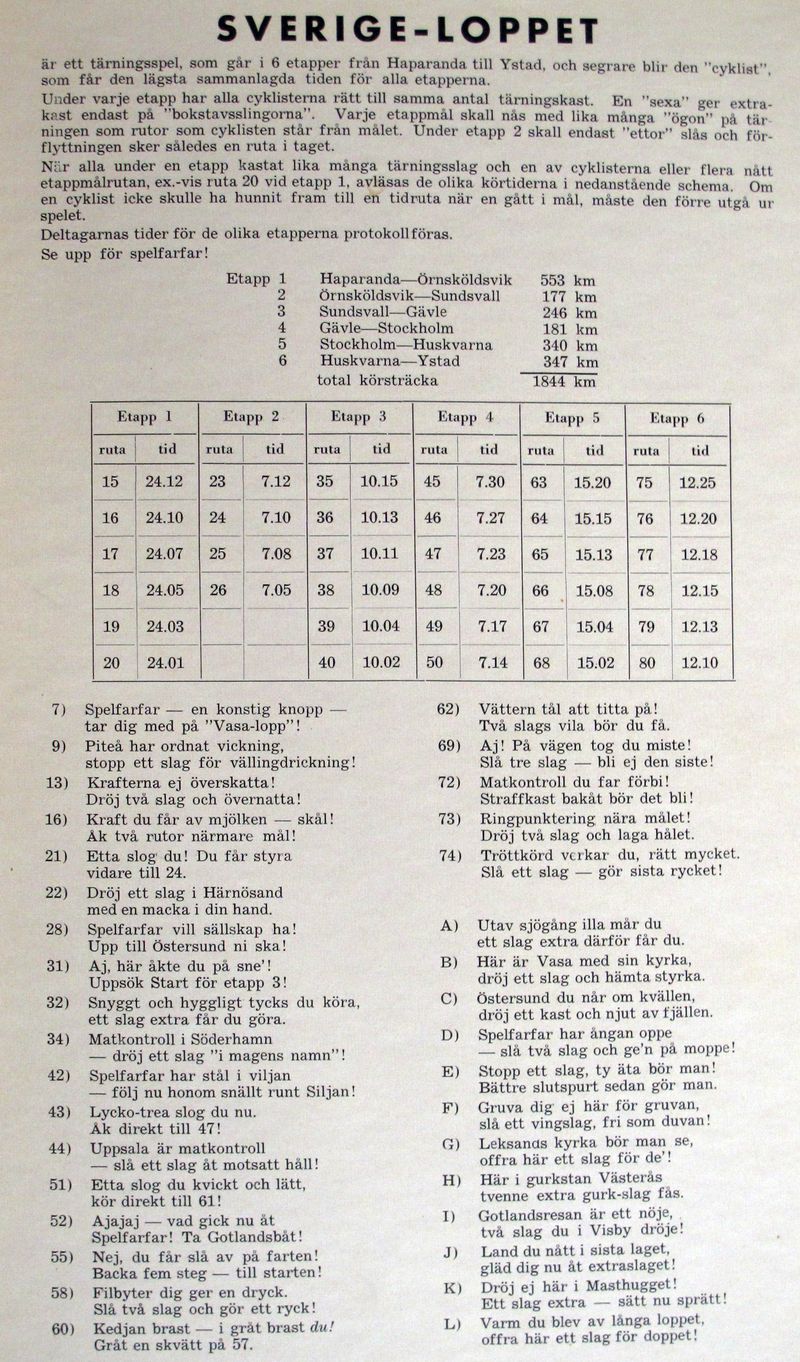 SVERIGE-LOPPET
är ett tärningsspel, som går i 6 etapper från Haparanda till Ystad, och segrare blir den ”cyklist”,
som får den lägsta sammanlagda tiden för alla etapperna.
Under varje etapp har alla cyklisterna rätt till samma antal tärningskast. En ”sexa” ger extra-
kast endast på ”bokstavsslingorna”. Varje etappmål skall nås med lika många ”ögon” på tär-
ningen som rutor som cyklisten står från målet. Under etapp 2 skall endast ”ettor” slås och för-
flyttningen sker således en ruta i taget.
När alla under en etapp kastat lika många tärningsslag och en av cyklisterna eller flera nått
etappmålrutan, ex.-vis ruta 20 vid etapp 1, avläsas de olika körtiderna i nedanstående schema. Om
en cyklist icke skulle ha hunnit fram till en tidruta när en gått i mål, måste den förre utgå ur
spelet.
Deltagarnas tider för de olika etapperna protokollföras.
Se upp för spelfarfar!
Etapp 1 Haparanda—Örnsköldsvik 553 km
2 Örnsköldsvik—Sundsvall 177 km
3 Sundsvall—Gävle 246 km
4 Gävle—Stockholm 181 km
5 Stockholm—Huskvarna 340 km
6 Huskvarna—Ystad 347 km
total körsträcka 1844 km
Etapp 1 Etapp 2 Etapp 3 Etapp 4 Etapp 5 Etapp 6
ruta tid ruta tid ruta tid ruta tid ruta tid ruta tid
15 24.12 23 7.12 35 10.15 45 7.30 63 15.20 75 12.25
16 24.10 24 7.10 36 10.13 46 7.27 64 15.15 76 12.20
17 24.07 25 7.08 37 10.11 47 7.23 65 15.13 77 12.18
18 24.05 26 7.05 38 10.09 48 7.20 66 15.08 78 12.15
19 24.03 39 10.04 49 7.17 67 15.04 79 12.13
20 24.01 40 10.02 50 7.14 68 15.02 80 12.10
7) Spelfarfar — en konstig knopp —
tar dig med på ”Vasa-lopp”!
9) Piteå har ordnat vickning,
stopp ett slag för vällingdrickning!
13) Krafterna ej överskatta!
Dröj två slag och övernatta!
16) Kraft du får av mjölken — skål!
Åk två rutor närmare mål!
21) Etta slog du! Du får styra
vidare till 24.
22) Dröj ett slag i Härnösand
med en macka i din hand.
28) Spelfarfar vill sällskap ha!
Upp till Östersund ni ska!
31) Aj, här åkte du på sne’!
Uppsök Start för etapp 3!
32) Snyggt och hyggligt tycks du köra,
ett slag extra får du göra.
34) Matkontroll i Söderhamn
— dröj ett slag ”i magens namn”!
42) Spelfarfar har stål i viljan
— följ nu honom snällt runt Siljan!
43) Lycko-trea slog du nu.
Åk direkt till 47!
44) Uppsala är matkontroll
— slå ett slag åt motsatt håll!
51) Etta slog du kvickt och lätt,
kör direkt till 61!
52) Ajajaj — vad gick nu åt
Spelfarfar! Ta Gotlandsbåt!
55) Nej, du får slå av på farten!
Backa fem steg — till starten!
58) Filbyter dig ger en dryck.
Slå två slag och gör ett ryck!
60) Kedjan brast — i gråt brast du!
Gråt en skvätt på 57.
62) Vättern tål att titta på!
Två slags vila bör du få.
69) Aj! På vägen tog du miste!
Slå tre slag — bli ej den siste!
72) Matkontroll du far förbi!
Straffkast bakåt bör det bli!
73) Ringpunktering nära målet!
Dröj två slag och laga hålet.
74) Tröttkörd verkar du, rätt mycket.
Slå ett slag — gör sista rycket!
A) Utav sjögång illa mår du
ett slag extra därför får du.
B) Här är Vasa med sin kyrka,
dröj ett slag och hämta styrka.
C) Östersund du når om kvällen,
dröj ett kast och njut av fjällen.
D) Spelfarfar har ångan oppe
— slå två slag och ge’n på moppe!
E) Stopp ett slag, ty äta bör man!
Bättre slutspurt sedan gör man.
F) Gruva dig ej här för gruvan,
slå ett vingslag, fri som duvan!
G) Leksands kyrka bör man se,
offra här ett slag för de’!
H) Här i gurkstan Västerås
tvenne extra gurk-slag fås.
I) Gotlandsresan är ett nöje,
två slag du i Visby dröje!
J) Land du nått i sista laget,
gläd dig nu åt extraslaget!
K) Dröj ej här i Masthugget!
Ett slag extra — sätt nu sprätt!
L) Varm du blev av långa loppet,
offra här ett slag för doppet!